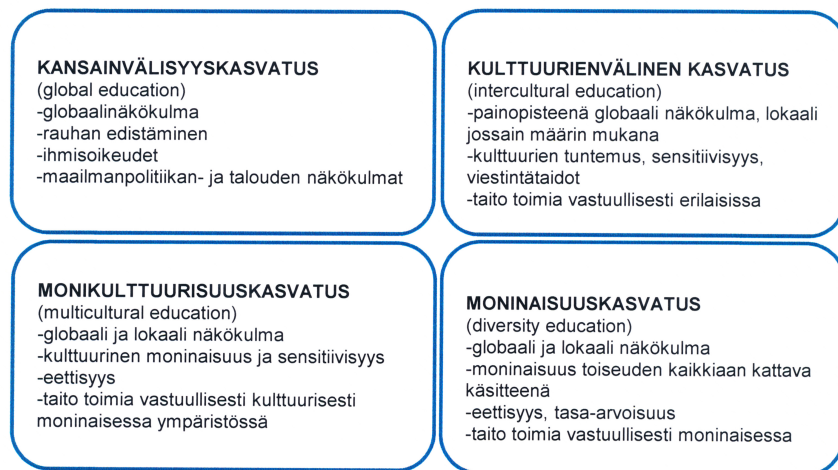 KANSAINVÄLISYYSKASVATUS
(global education)
-globaalinäkökulma
-rauhan edistäminen
-ihmisoikeudet
-maailmanpolitiikan- ja talouden näkökulmat
KULTTUURIENVÄLINEN KASVATUS
(intercultural education)
-painopisteenä globaali näkökulma, lokaali
jossain määrin mukana
-kulttuurien tuntemus, sensitiivisyys,
viestintätaidot
-taito toimia vastuullisesti erilaisissa
MONIKULTTUURISUUSKASVATUS
(multicultural education)
-globaali ja lokaali näkökulma
-kulttuurinen moninaisuus ja sensitiivisyys
-eettisyys
-taito toimia vastuullisesti kulttuurisesti
moninaisessa ympäristössä
MONINAISUUSKASVATUS
(diversity education)
-globaali ja lokaali näkökulma
-moninaisuus toiseuden kaikkiaan kattava
käsitteenä
-eettisyys, tasa-arvoisuus
-taito toimia vastuullisesti moninaisessa